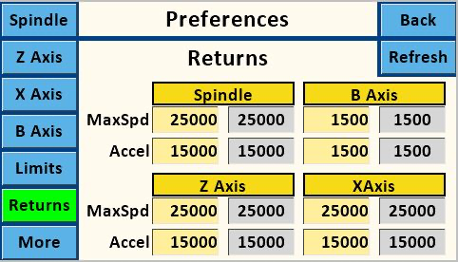 Spindle Preferences Back
Z Axis Returns Refresh
X Axis Spindle B Axis
B Axis MaxSpd 25000 25000 1500 1500
Limits Accel 15000 15000 1500 1500
Returns Z Axis XAxis
MaxSpd 25000 25000 25000 25000
More Accel 15000 15000 15000 15000